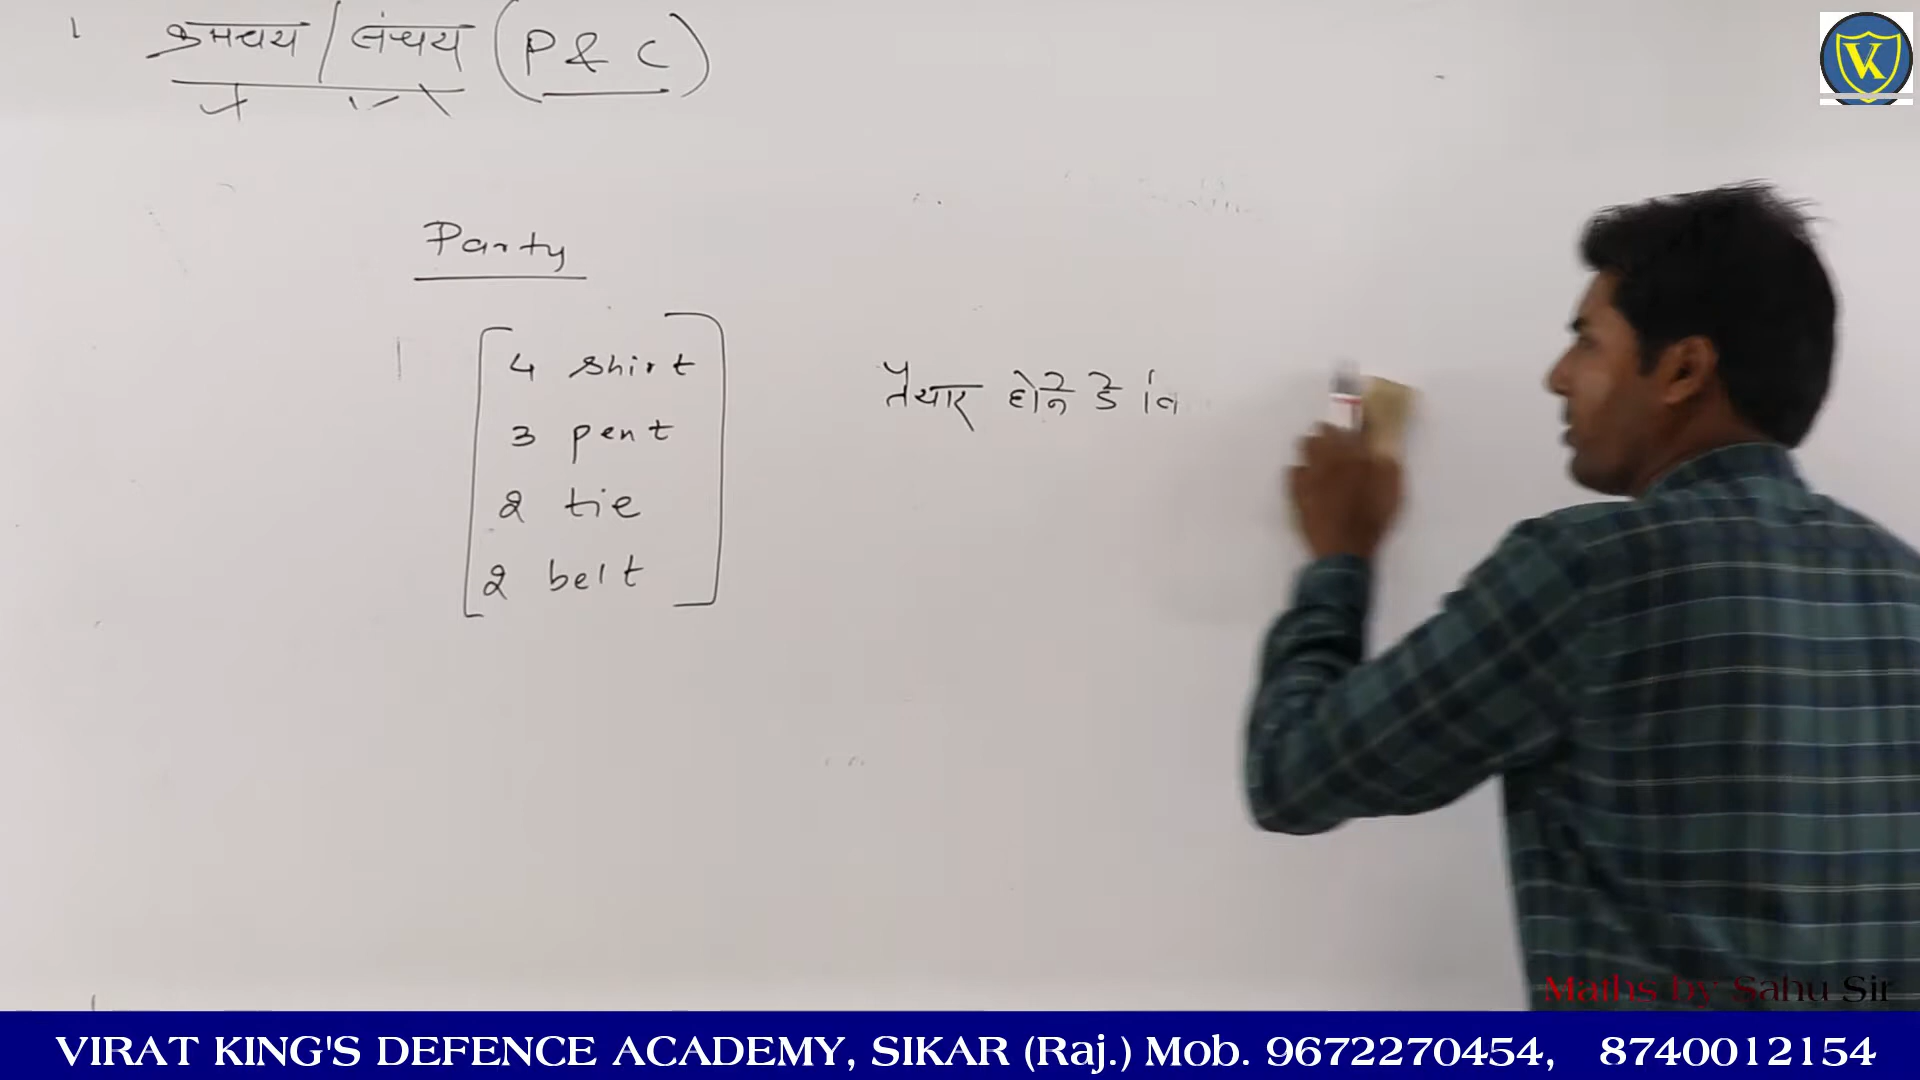 क्रमचय / संचय (P & C)
Party
4 shirt
3 pent
2 tie
2 belt
तैयार होने के
VK
Maths by Sahu Sir
VIRAT KING'S DEFENCE ACADEMY, SIKAR (Raj.) Mob. 9672270454, 8740012154